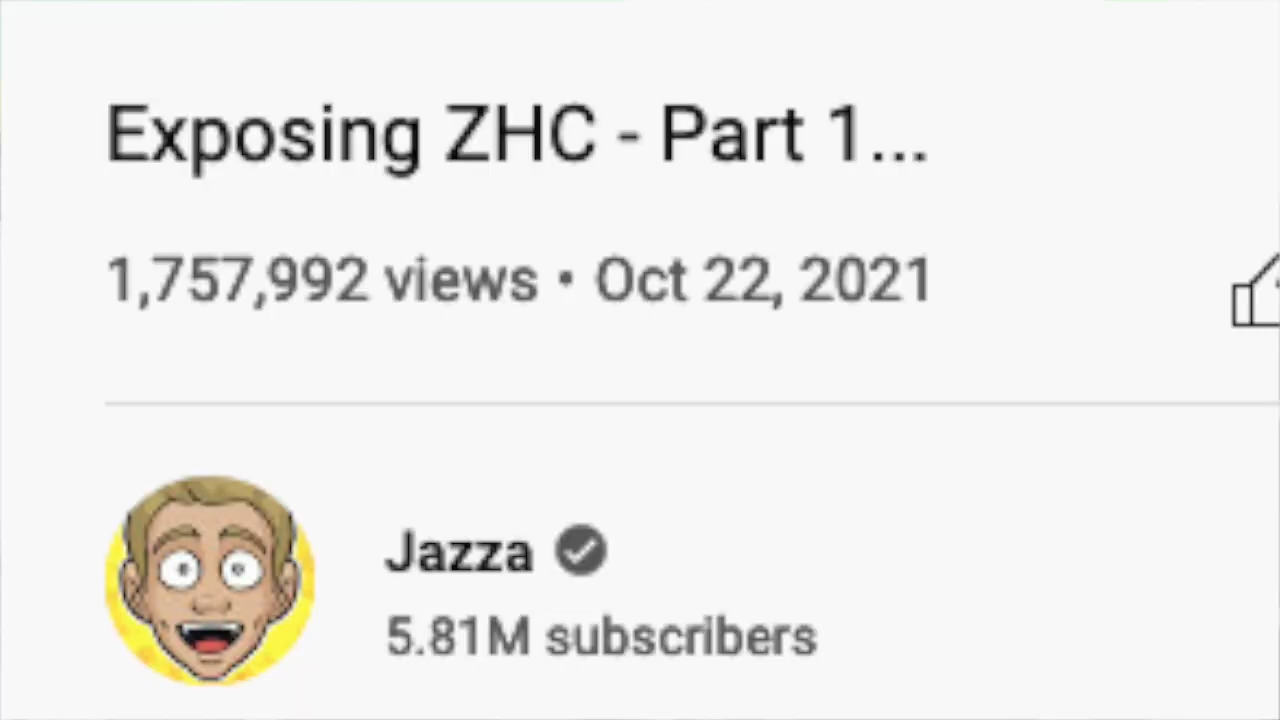 Exposing ZHC - Part 1...
1,757,992 views • Oct 22, 2021
Jazza
5.81M subscribers